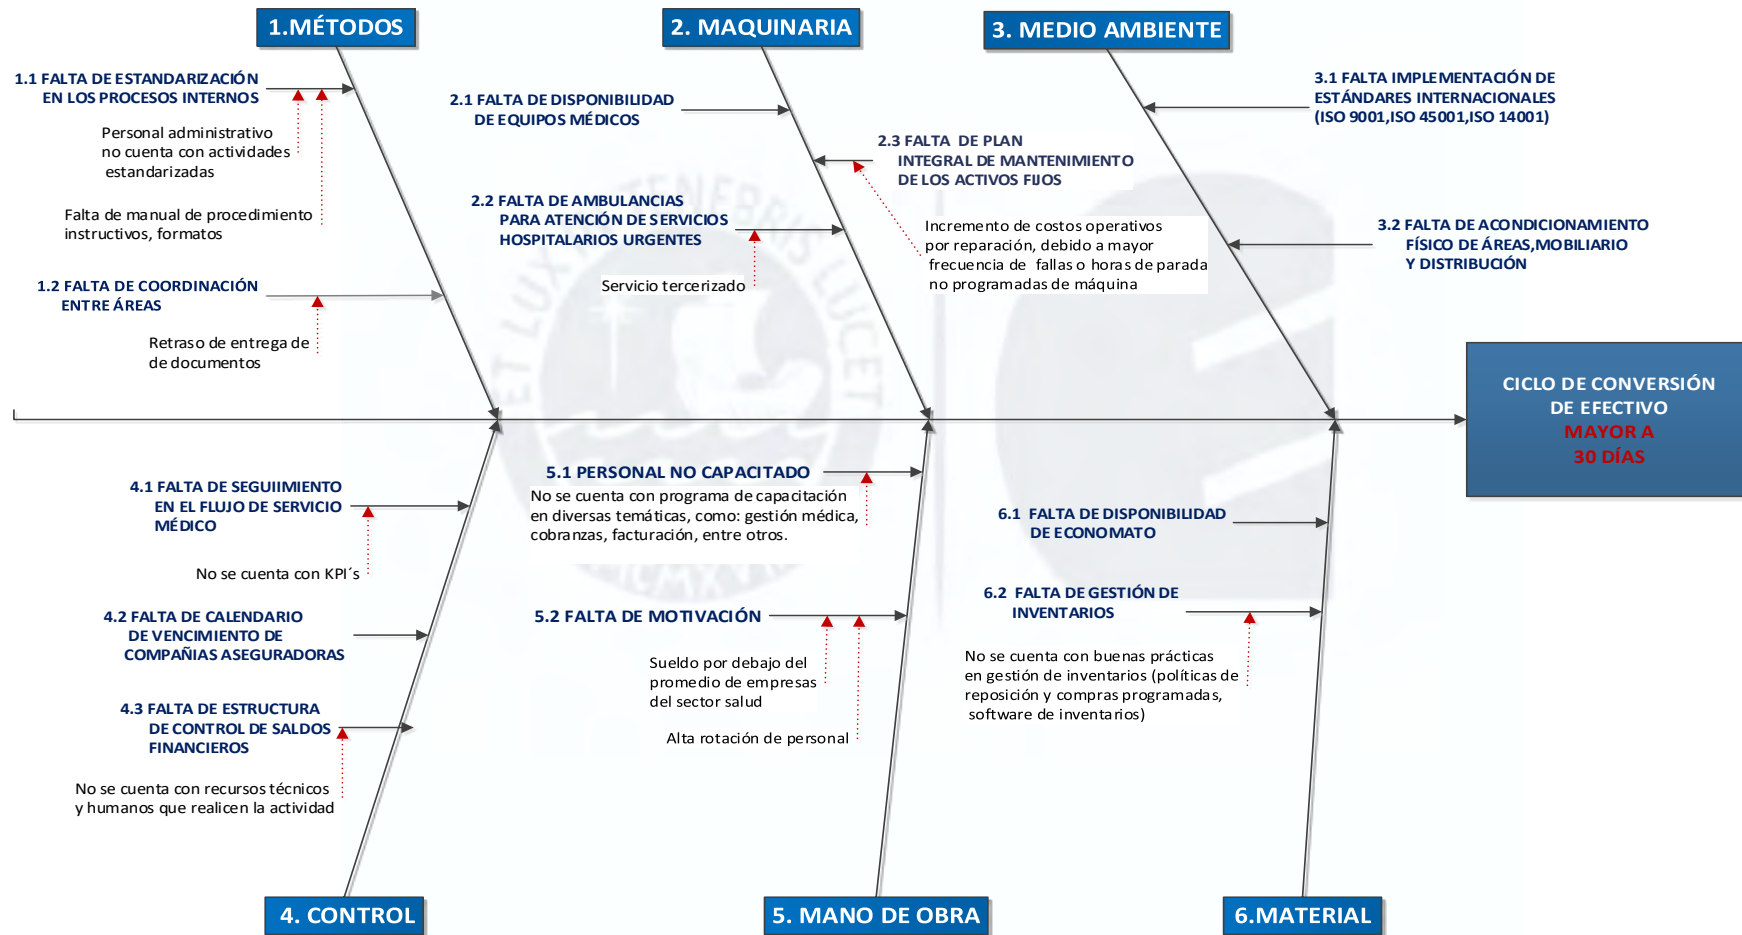 1.MÉTODOS
2. MAQUINARIA
3. MEDIO AMBIENTE
1.1 FALTA DE ESTANDARIZACIÓN
EN LOS PROCESOS INTERNOS
Personal administrativo
no cuenta con actividades
estandarizadas
Falta de manual de procedimiento
instructivos, formatos
1.2 FALTA DE COORDINACIÓN
ENTRE ÁREAS
Retraso de entrega de
de documentos
2.1 FALTA DE DISPONIBILIDAD
DE EQUIPOS MÉDICOS
2.2 FALTA DE AMBULANCIAS
PARA ATENCIÓN DE SERVICIOS
HOSPITALARIOS URGENTES
Servicio tercerizado
2.3 FALTA DE PLAN
INTEGRAL DE MANTENIMIENTO
DE LOS ACTIVOS FIJOS
Incremento de costos operativos
por reparación, debido a mayor
frecuencia de fallas o horas de parada
no programadas de máquina
3.1 FALTA IMPLEMENTACIÓN DE
ESTÁNDARES INTERNACIONALES
(ISO 9001,ISO 45001,ISO 14001)
3.2 FALTA DE ACONDICIONAMIENTO
FÍSICO DE ÁREAS,MOBILIARIO
Y DISTRIBUCIÓN
CICLO DE CONVERSIÓN
DE EFECTIVO
MAYOR A
30 DÍAS
4.1 FALTA DE SEGUIIMIENTO
EN EL FLUJO DE SERVICIO
MÉDICO
No se cuenta con KPI´s
4.2 FALTA DE CALENDARIO
DE VENCIMIENTO DE
COMPAÑIAS ASEGURADORAS
4.3 FALTA DE ESTRUCTURA
DE CONTROL DE SALDOS
FINANCIEROS
No se cuenta con recursos técnicos
y humanos que realicen la actividad
5.1 PERSONAL NO CAPACITADO
No se cuenta con programa de capacitación
en diversas temáticas, como: gestión médica,
cobranzas, facturación, entre otros.
5.2 FALTA DE MOTIVACIÓN
Sueldo por debajo del
promedio de empresas
del sector salud
Alta rotación de personal
6.1 FALTA DE DISPONIBILIDAD
DE ECONOMATO
6.2 FALTA DE GESTIÓN DE
INVENTARIOS
No se cuenta con buenas prácticas
en gestión de inventarios (políticas de
reposición y compras programadas,
software de inventarios)
4. CONTROL
5. MANO DE OBRA
6.MATERIAL